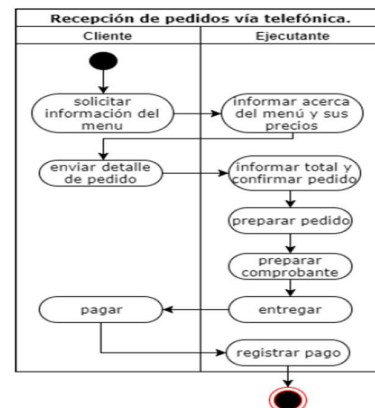 Recepción de pedidos vía telefónica.
Cliente
Ejecutante
solicitar
información del
menu
informar acerca
del menú y sus
precios
enviar detalle
de pedido
informar total y
confirmar pedido
preparar pedido
preparar
comprobante
entregar
pagar
registrar pago